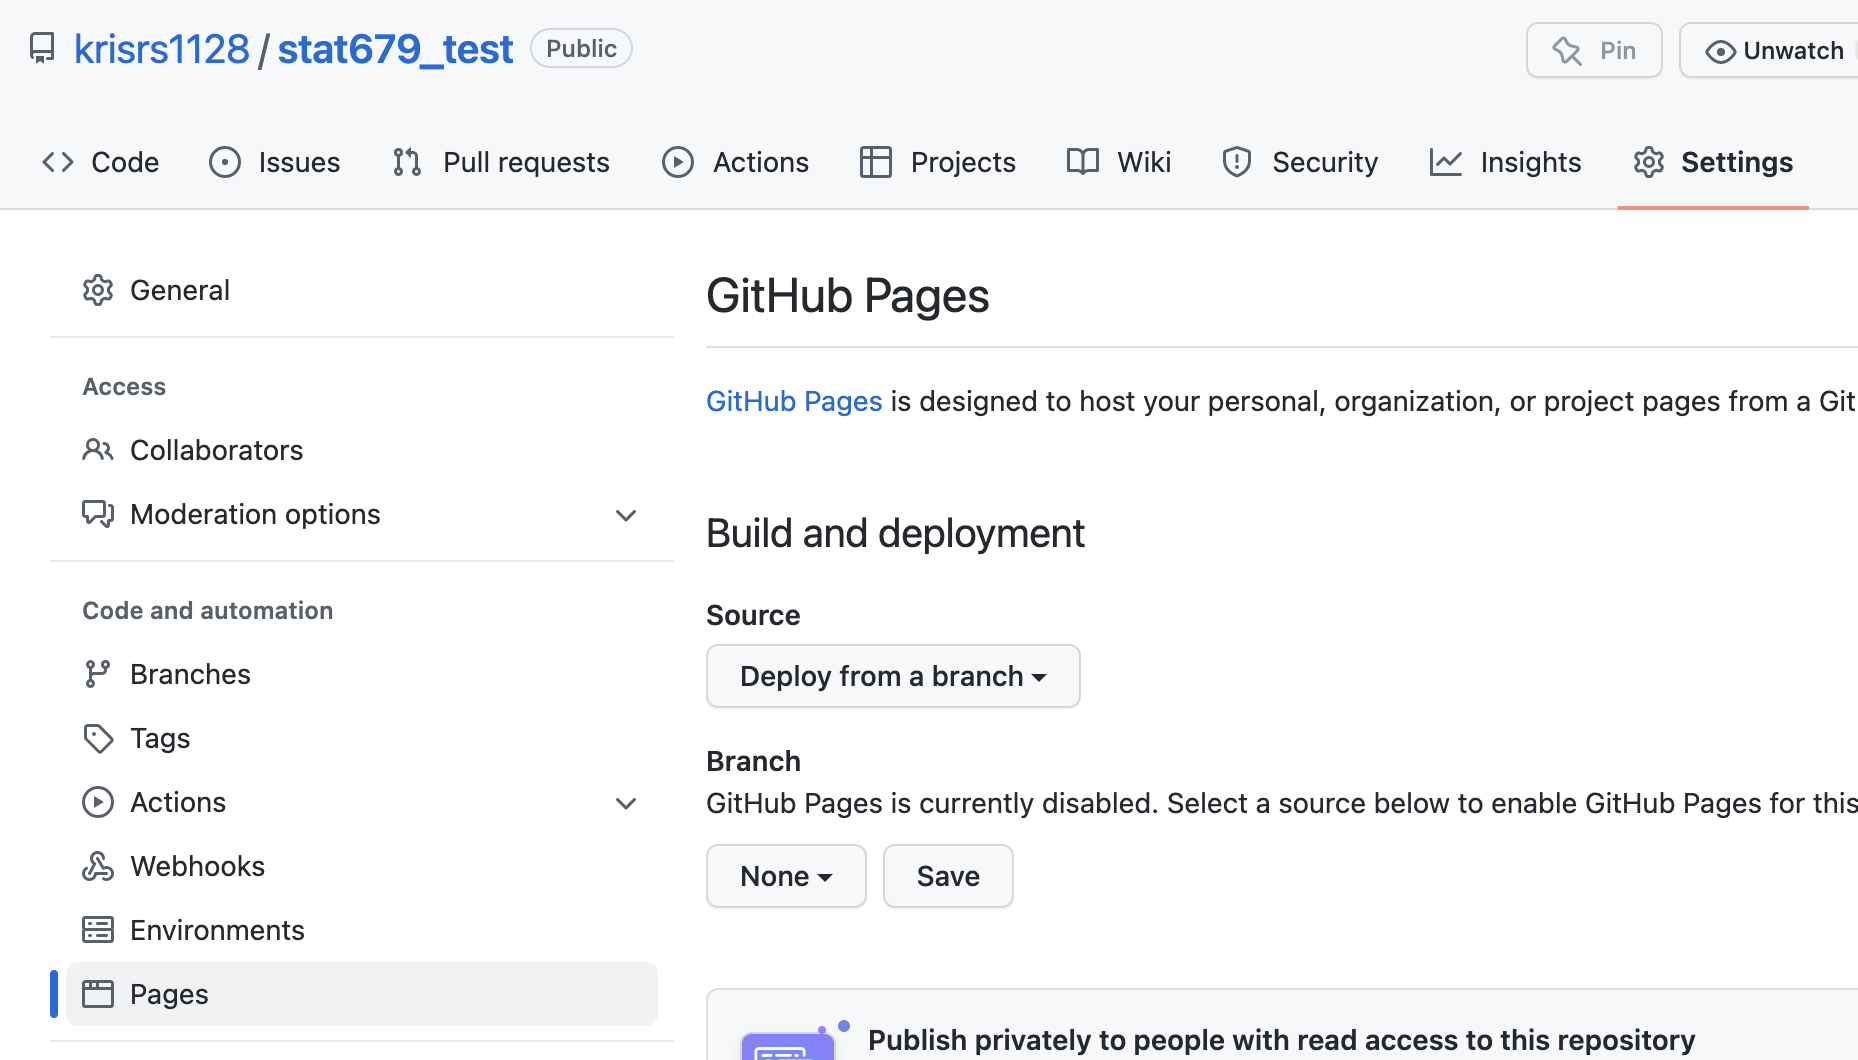 krisrs1128 / stat679_test Public Pin Unwatch
Code Issues Pull requests Actions Projects Wiki Security Insights Settings
General
Access
Collaborators
Moderation options
Code and automation
Branches
Tags
Actions
Webhooks
Environments
Pages
GitHub Pages
GitHub Pages is designed to host your personal, organization, or project pages from a Git
Build and deployment
Source
Deploy from a branch
Branch
GitHub Pages is currently disabled. Select a source below to enable GitHub Pages for this
None Save
Publish privately to people with read access to this repository